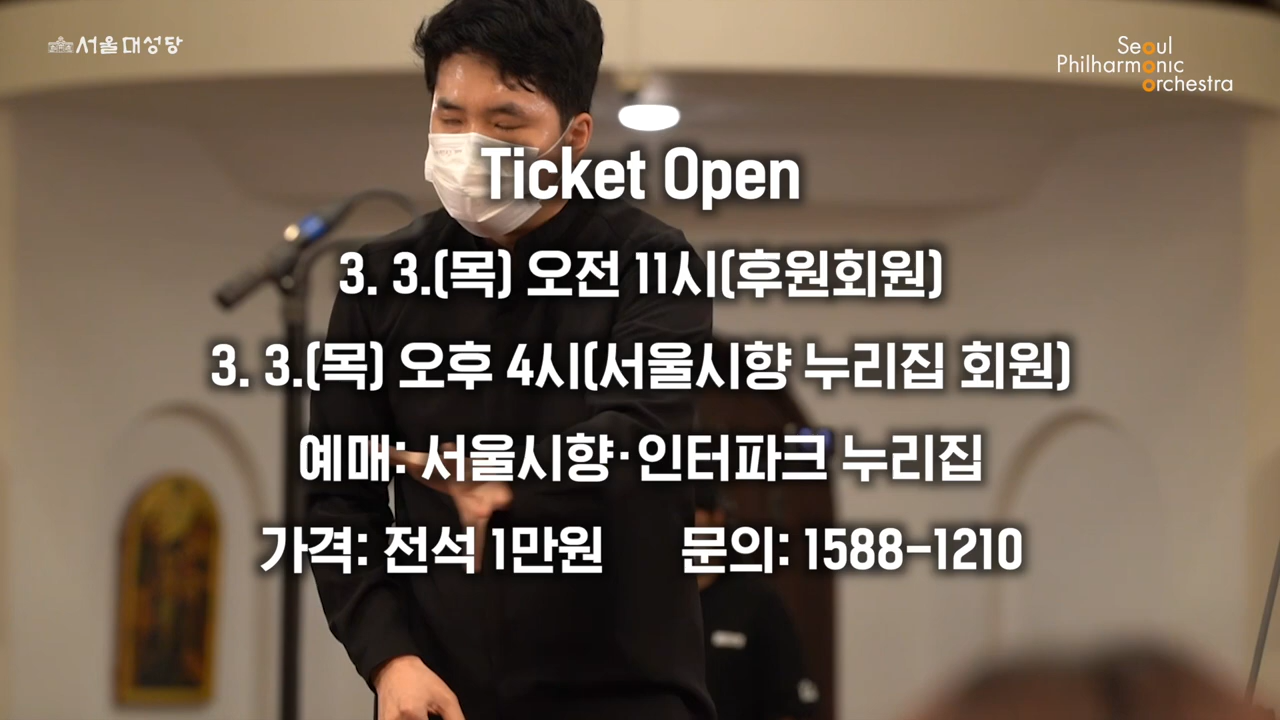 서울대성당
Seoul
Philharmonic
Orchestra
Ticket Open
3. 3.(목) 오전 11시(후원회원)
3. 3.(목) 오후 4시(서울시향 누리집 회원)
예매: 서울시향·인터파크 누리집
가격: 전석 1만원 문의: 1588-1210